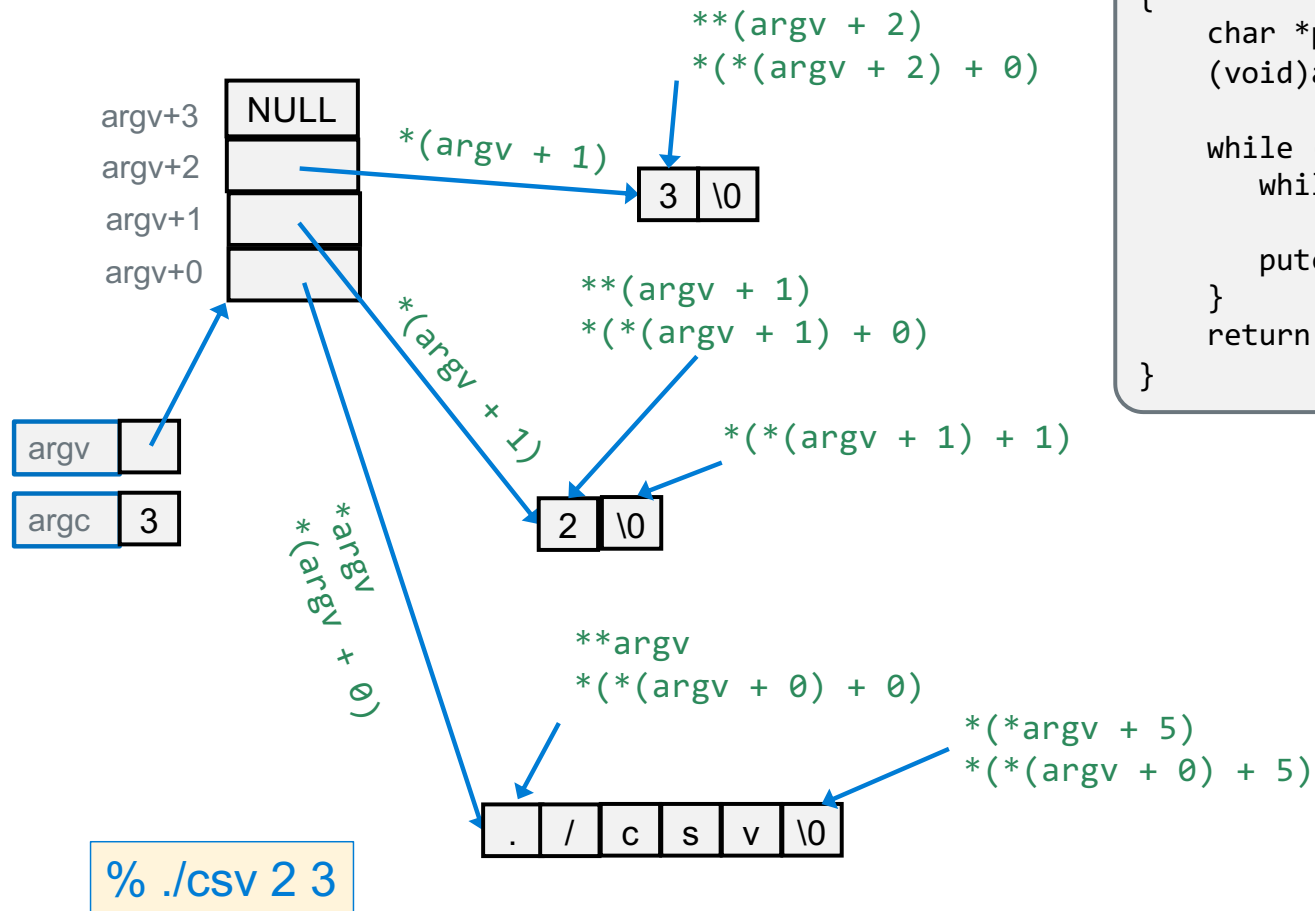 **(argv + 2)
*(*(argv + 2) + 0)
{
char *
(void)
while
putc
}
return
}
argv+3 NULL
argv+2
argv+1
argv+0
*(argv + 1)
3 \0
**(argv + 1)
*(*(argv + 1) + 0)
*(argv + 1)
*(*(argv + 1) + 1)
argv
argc 3
2 \0
*argv
*(argv + 0)
**argv
*(*(argv + 0) + 0)
*(*argv + 5)
*(*(argv + 0) + 5)
. / c s v \0
% ./csv 2 3